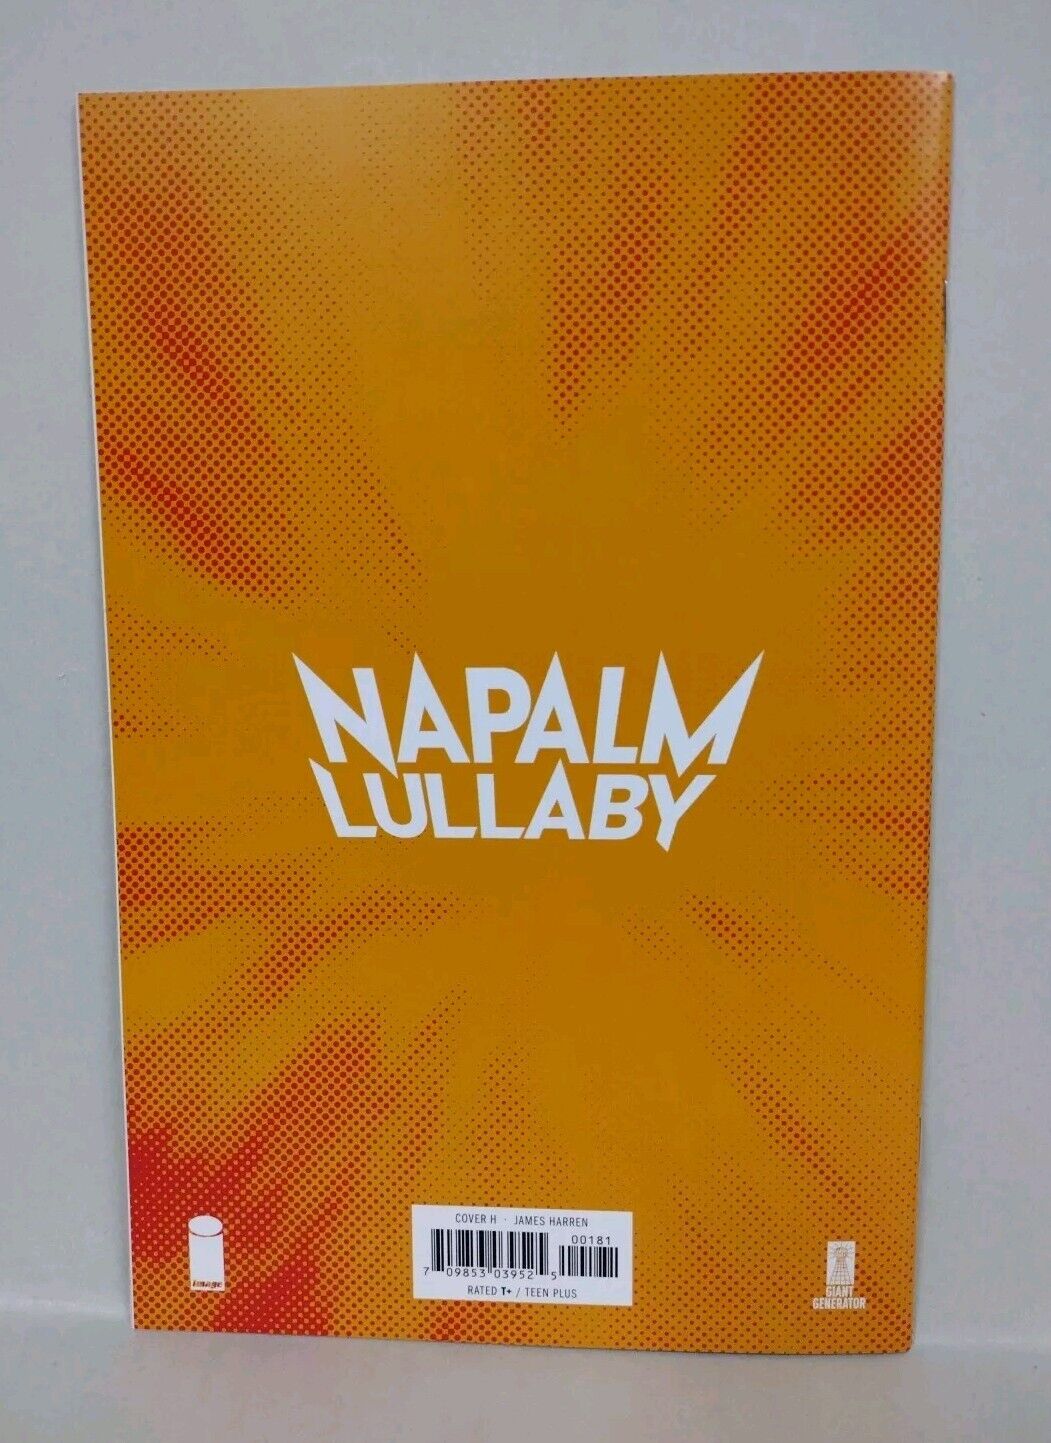 NAPALM
LULLABY
COVER H · JAMES HARREN
00181
7 09853 03952 5
RATED T+ / TEEN PLUS
image
GIANT
GENERATOR